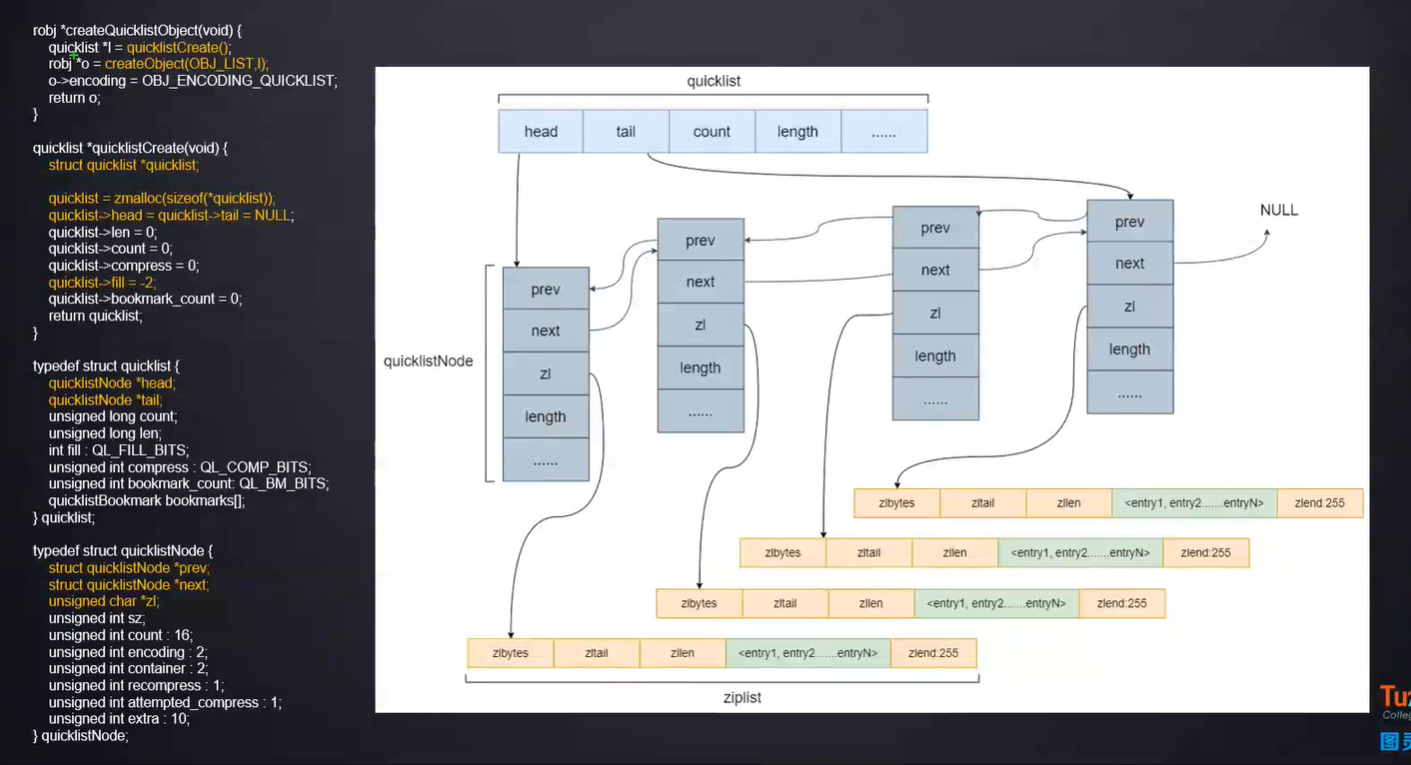 robj *createQuicklistObject(void) {
quicklist *l = quicklistCreate();
robj *o = createObject(OBJ_LIST,l);
o->encoding = OBJ_ENCODING_QUICKLIST;
return o;
}
quicklist *quicklistCreate(void) {
struct quicklist *quicklist;
quicklist = zmalloc(sizeof(*quicklist));
quicklist->head = quicklist->tail = NULL;
quicklist->len = 0;
quicklist->count = 0;
quicklist->compress = 0;
quicklist->fill = -2;
quicklist->bookmark_count = 0;
return quicklist;
}
typedef struct quicklist {
quicklistNode *head;
quicklistNode *tail;
unsigned long count;
unsigned long len;
int fill : QL_FILL_BITS;
unsigned int compress : QL_COMP_BITS;
unsigned int bookmark_count: QL_BM_BITS;
quicklistBookmark bookmarks[];
} quicklist;
typedef struct quicklistNode {
struct quicklistNode *prev;
struct quicklistNode *next;
unsigned char *zl;
unsigned int sz;
unsigned int count : 16;
unsigned int encoding : 2;
unsigned int container : 2;
unsigned int recompress : 1;
unsigned int attempted_compress : 1;
unsigned int extra : 10;
} quicklistNode;
quicklist
head tail count length ......
quicklistNode
prev
next
zl
length
......
prev
next
zl
length
......
prev
next
zl
length
......
prev
next
zl
length
......
NULL
zlbytes zltail zllen <entry1, entry2.......entryN> zlend:255
zlbytes zltail zllen <entry1, entry2.......entryN> zlend:255
zlbytes zltail zllen <entry1, entry2.......entryN> zlend:255
zlbytes zltail zllen <entry1, entry2.......entryN> zlend:255
ziplist
图